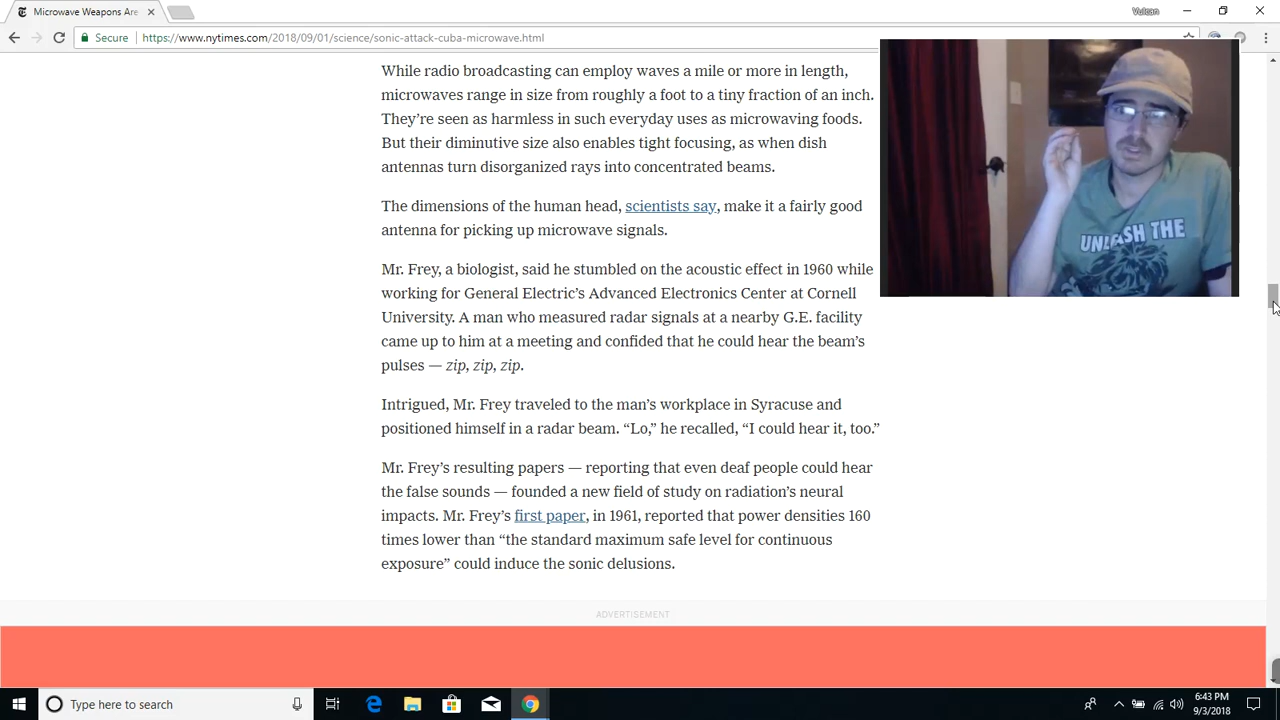 Microwave Weapons Are
Vulcan
Secure
https://www.nytimes.com/2018/09/01/science/sonic-attack-cuba-microwave.html
While radio broadcasting can employ waves a mile or more in length,
microwaves range in size from roughly a foot to a tiny fraction of an inch.
They’re seen as harmless in such everyday uses as microwaving foods.
But their diminutive size also enables tight focusing, as when dish
antennas turn disorganized rays into concentrated beams.
The dimensions of the human head, scientists say, make it a fairly good
antenna for picking up microwave signals.
Mr. Frey, a biologist, said he stumbled on the acoustic effect in 1960 while
working for General Electric’s Advanced Electronics Center at Cornell
University. A man who measured radar signals at a nearby G.E. facility
came up to him at a meeting and confided that he could hear the beam’s
pulses — zip, zip, zip.
Intrigued, Mr. Frey traveled to the man’s workplace in Syracuse and
positioned himself in a radar beam. “Lo,” he recalled, “I could hear it, too.”
Mr. Frey’s resulting papers — reporting that even deaf people could hear
the false sounds — founded a new field of study on radiation’s neural
impacts. Mr. Frey’s first paper, in 1961, reported that power densities 160
times lower than “the standard maximum safe level for continuous
exposure” could induce the sonic delusions.
UNLEASH THE
ADVERTISEMENT
Type here to search
6:43 PM
9/3/2018